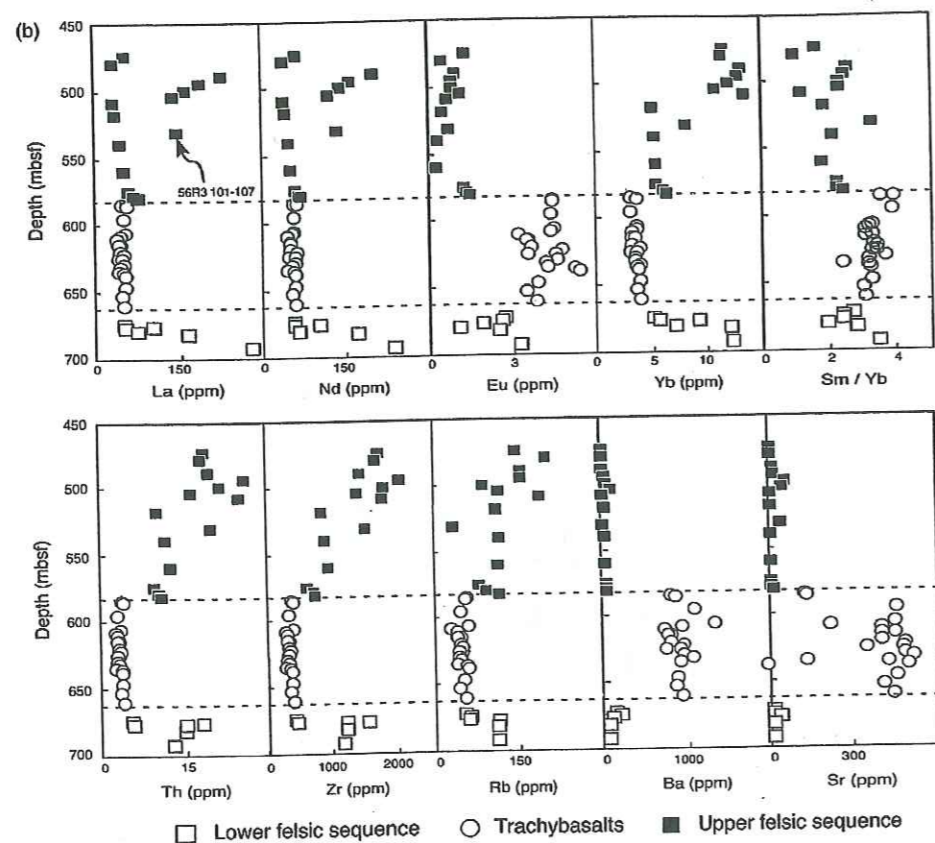 (b)
450
500
550
600
650
700
Depth (mbsf)
56R3 101-107
0 150
La (ppm)
0 150
Nd (ppm)
3
Eu (ppm)
0 5 10
Yb (ppm)
0 2 4
Sm / Yb
450
500
550
600
650
700
Depth (mbsf)
0 15
Th (ppm)
0 1000 2000
Zr (ppm)
0 150
Rb (ppm)
0 1000
Ba (ppm)
0 300
Sr (ppm)
Lower felsic sequence Trachybasalts Upper felsic sequence